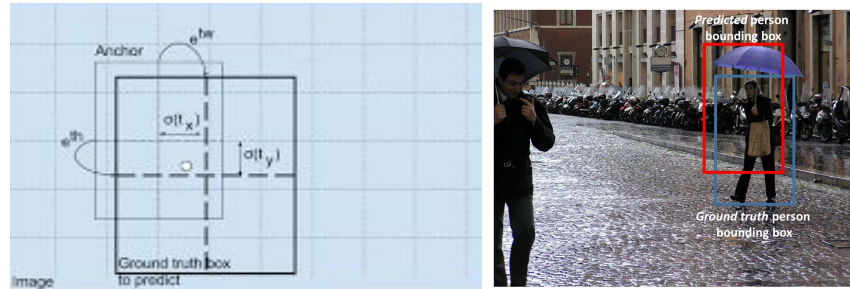 Anchor
e^tw
σ(t_x)
e^th
σ(t_y)
Ground truth box
to predict
Image
Predicted person
bounding box
Ground truth person
bounding box